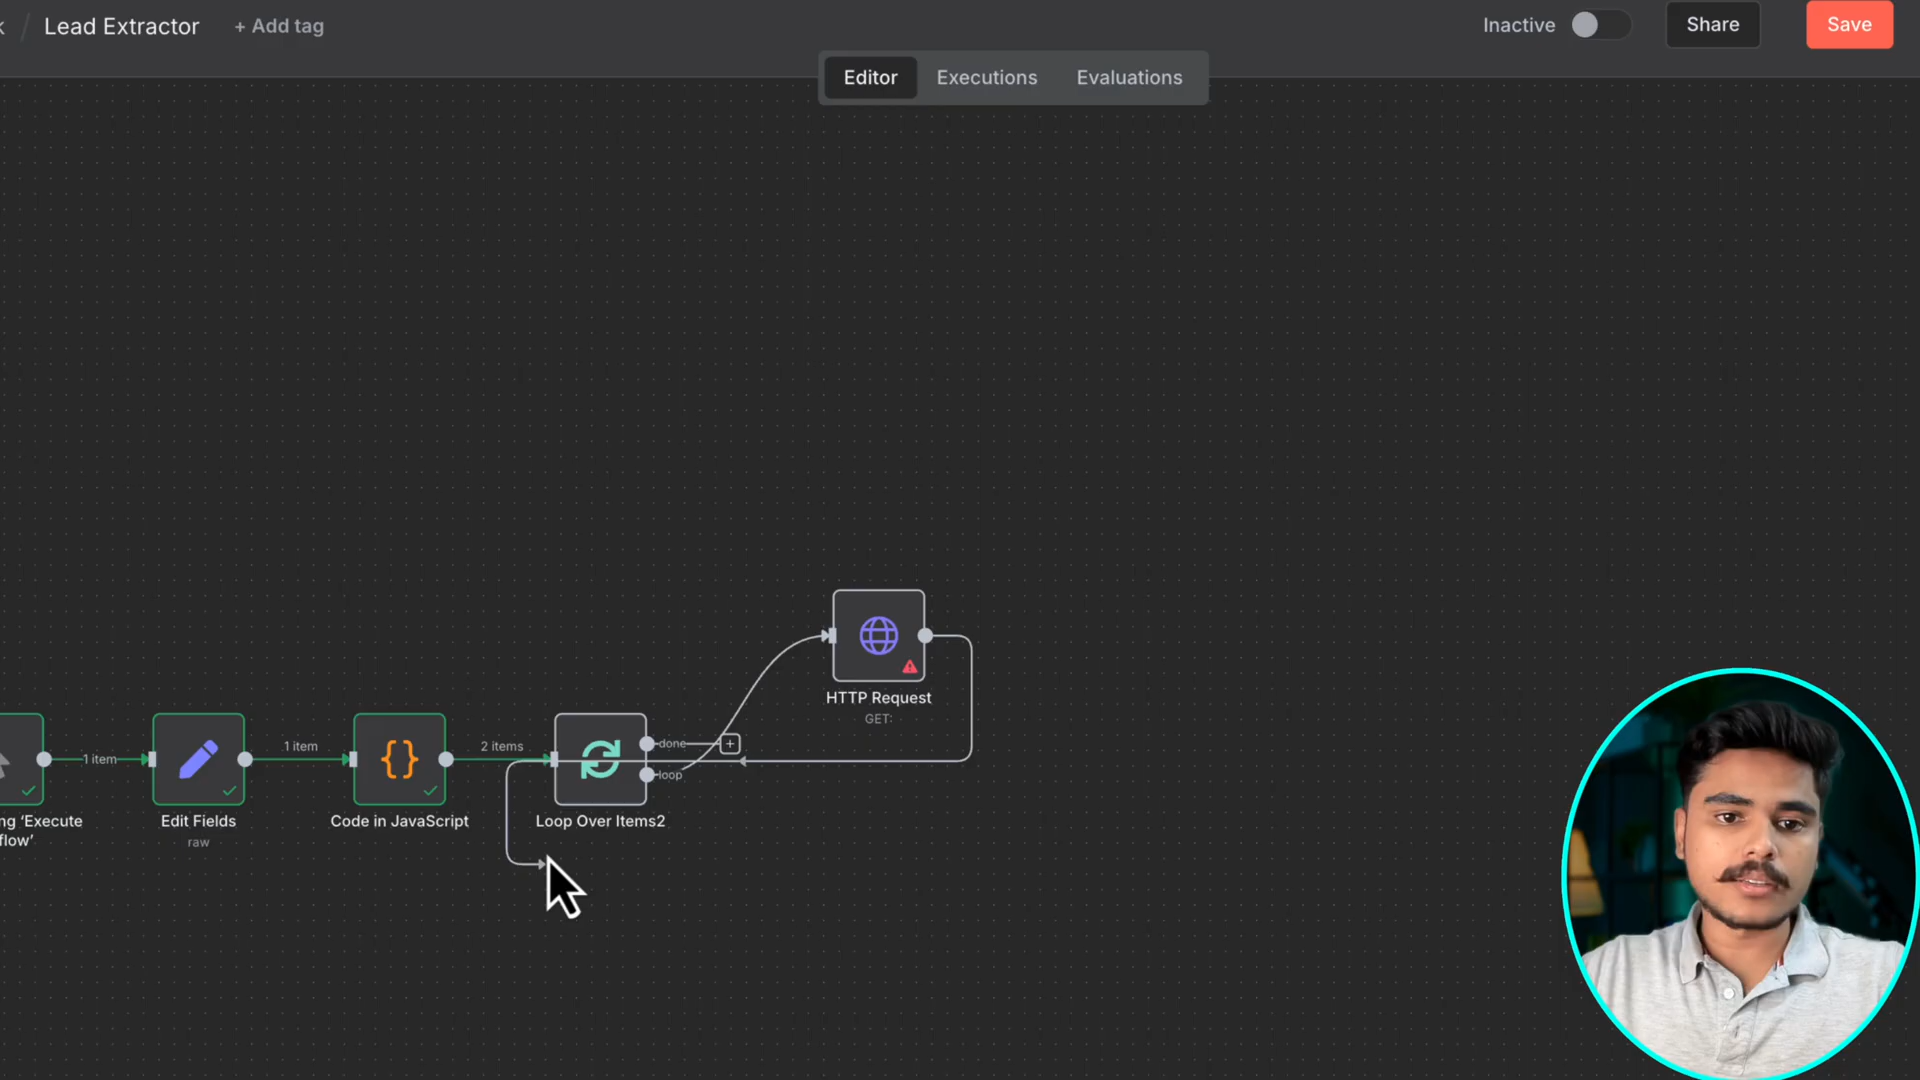 Lead Extractor
+ Add tag
Inactive
Share
Save
Editor
Executions
Evaluations
HTTP Request
GET:
1 item
1 item
2 items
done
loop
ng ‘Execute
flow’
Edit Fields
raw
Code in JavaScript
Loop Over Items2